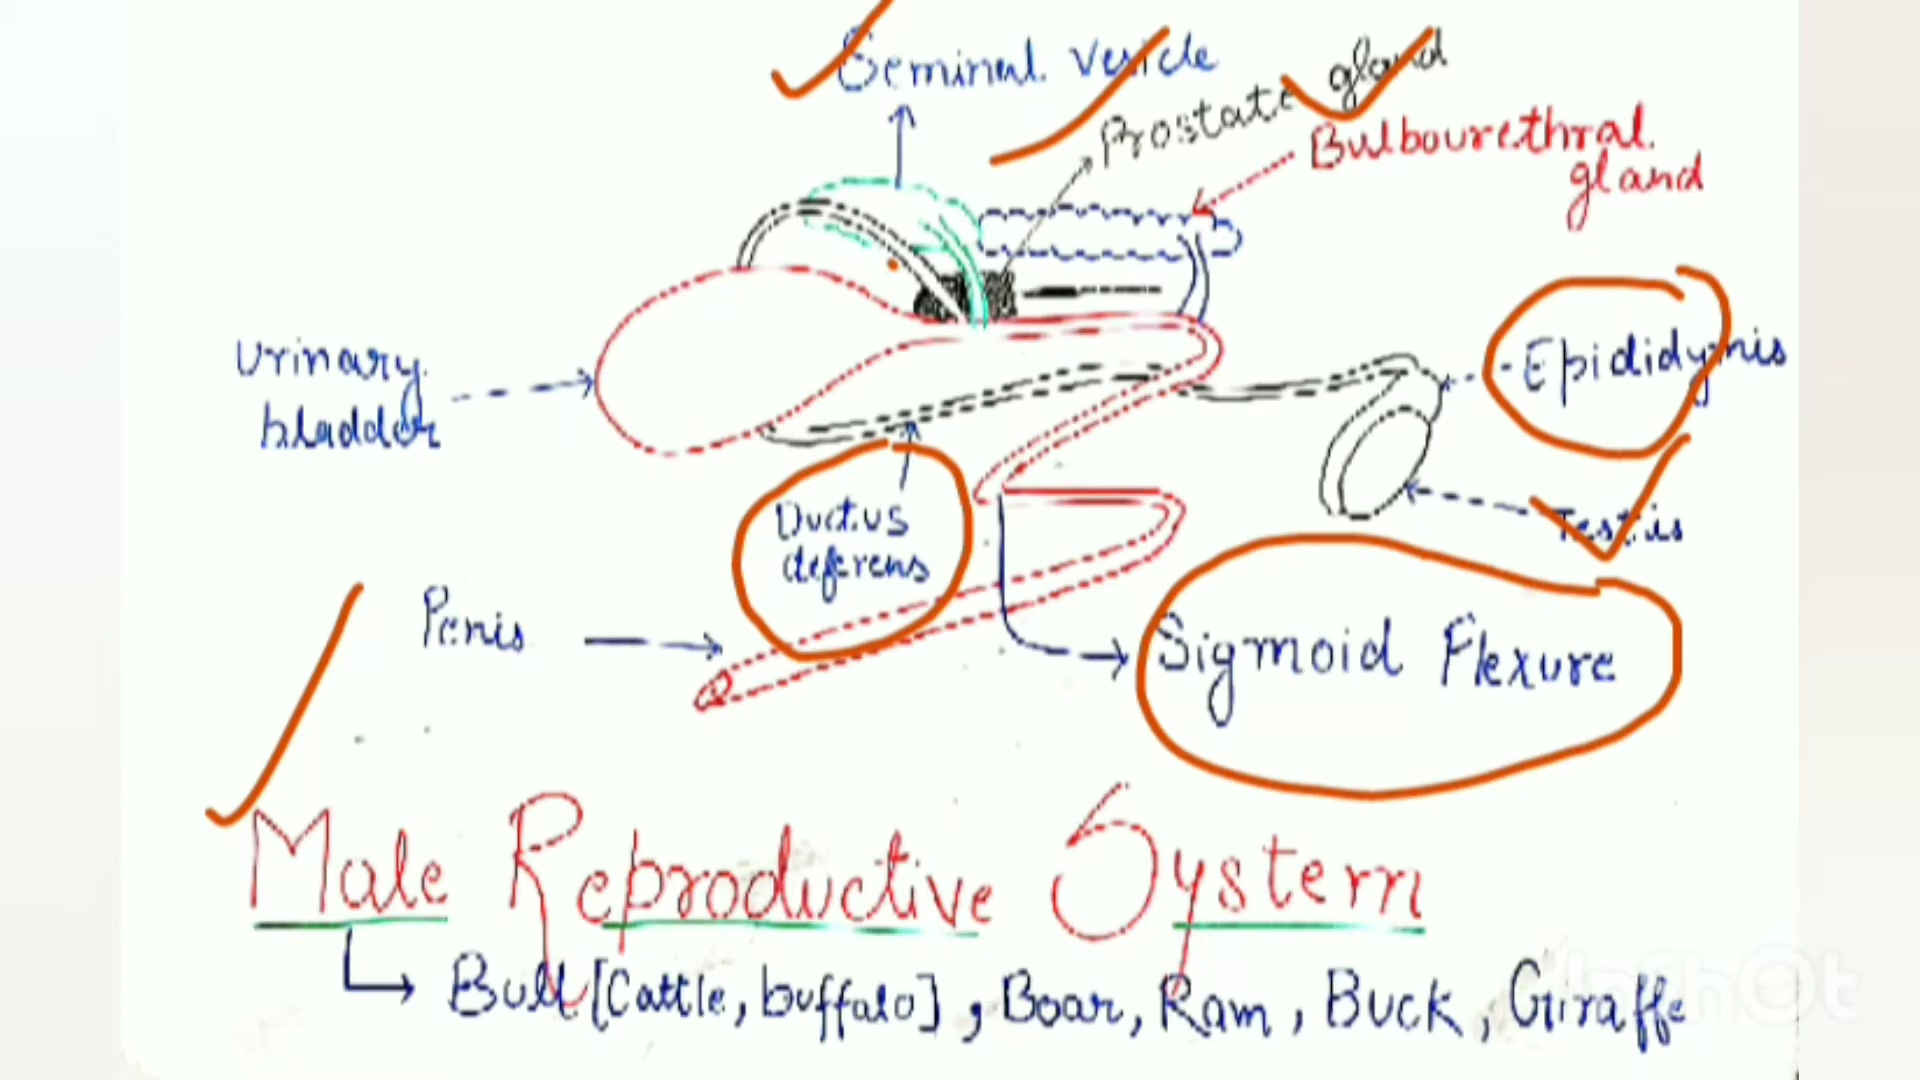 Seminal vesicle
Prostate gland
Bulbourethral
gland
Urinary
bladder
Epididymis
Ductus
deferens
Testis
Penis
Sigmoid Flexure
Male Reproductive System
Bull [Cattle, buffalo], Boar, Ram, Buck, Giraffe
InShot